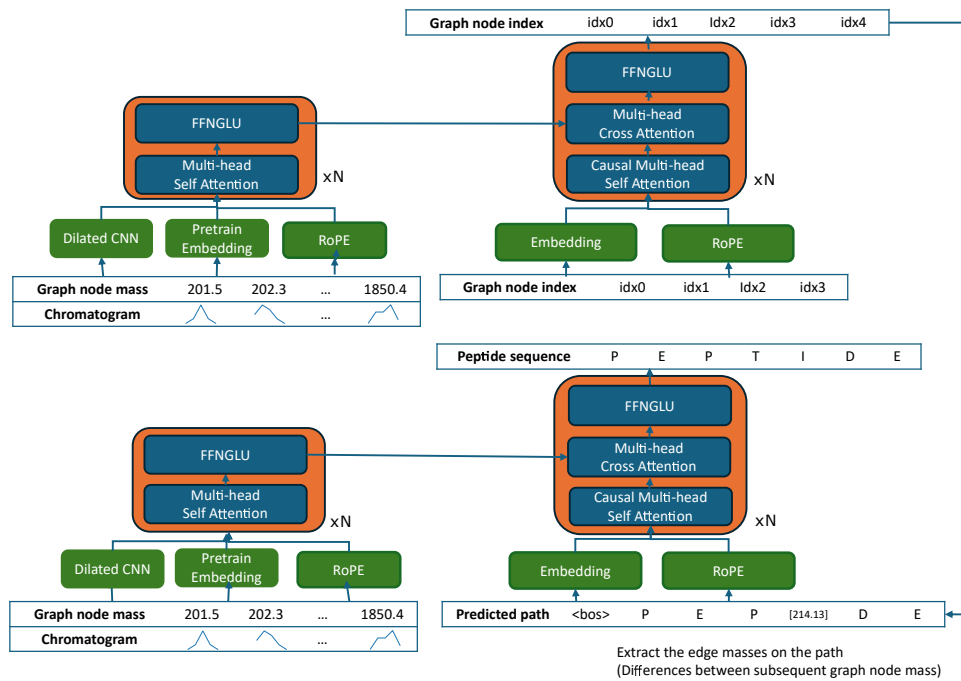 Graph node index idx0 idx1 Idx2 idx3 idx4
FFNGLU
Multi-head
Cross Attention
Causal Multi-head
Self Attention
xN
FFNGLU
Multi-head
Self Attention
xN
Dilated CNN
Pretrain
Embedding
RoPE
Embedding
RoPE
Graph node mass 201.5 202.3 ... 1850.4
Chromatogram ...
Graph node index idx0 idx1 Idx2 idx3
Peptide sequence P E P T I D E
FFNGLU
Multi-head
Cross Attention
Causal Multi-head
Self Attention
xN
FFNGLU
Multi-head
Self Attention
xN
Dilated CNN
Pretrain
Embedding
RoPE
Embedding
RoPE
Graph node mass 201.5 202.3 ... 1850.4
Chromatogram ...
Predicted path <bos> P E P [214.13] D E
Extract the edge masses on the path
(Differences between subsequent graph node mass)